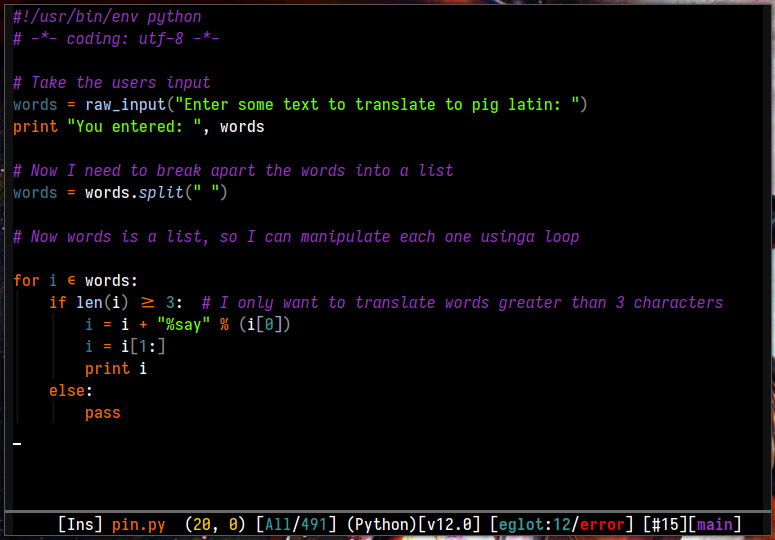 #!/usr/bin/env python
# -*- coding: utf-8 -*-
# Take the users input
words = raw_input("Enter some text to translate to pig latin: ")
print "You entered: ", words
# Now I need to break apart the words into a list
words = words.split(" ")
# Now words is a list, so I can manipulate each one usinga loop
for i ∈ words:
    if len(i) ≥ 3:  # I only want to translate words greater than 3 characters
        i = i + "%say" % (i[0])
        i = i[1:]
        print i
    else:
        pass
[Ins] pin.py  (20, 0) [All/491] (Python)[v12.0] [eglot:12/error] [#15][main]